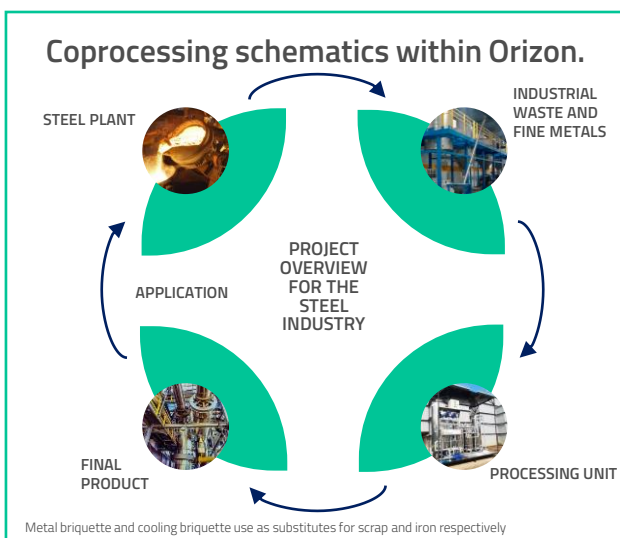 Coprocessing schematics within Orizon.
STEEL PLANT
INDUSTRIAL
WASTE AND
FINE METALS
PROJECT
OVERVIEW
FOR THE
STEEL
INDUSTRY
APPLICATION
FINAL
PRODUCT
PROCESSING UNIT
Metal briquette and cooling briquette use as substitutes for scrap and iron respectively